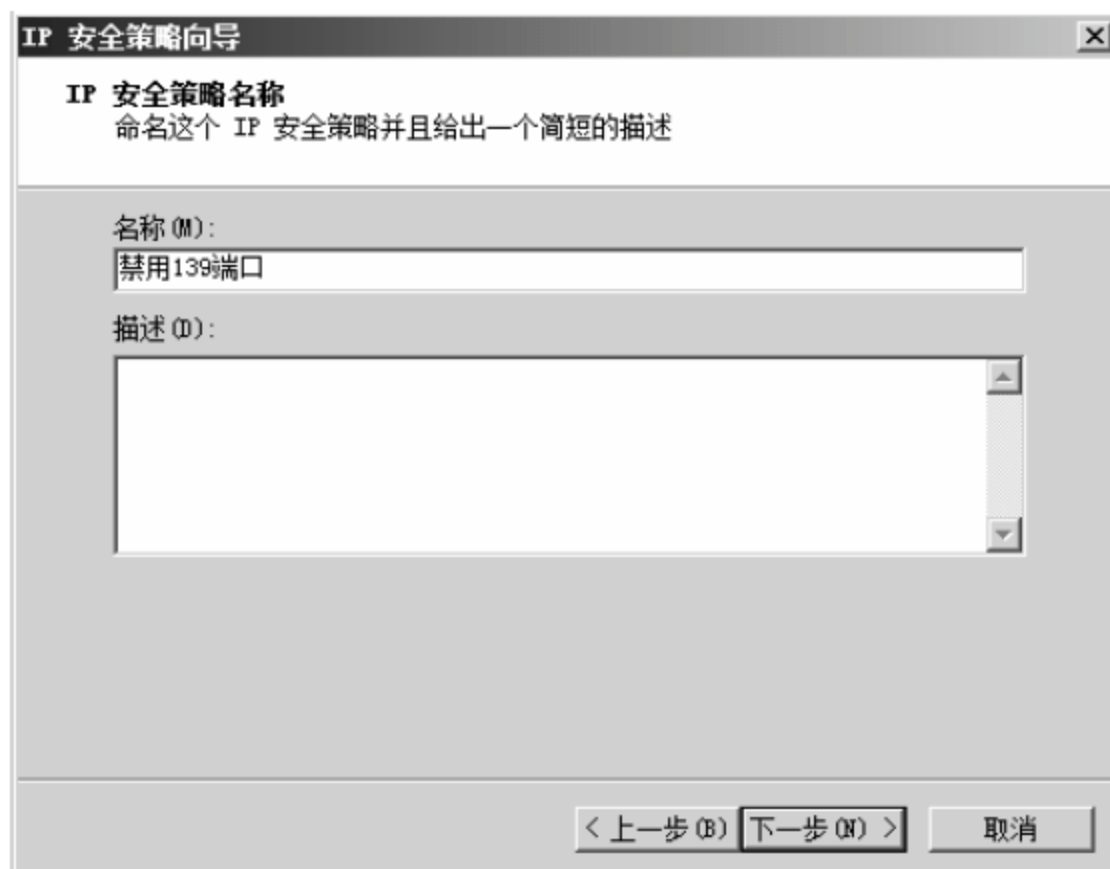 IP 安全策略向导
IP 安全策略名称
命名这个 IP 安全策略并且给出一个简短的描述
名称(M):
禁用139端口
描述(D):
< 上一步(B) 下一步(N) > 取消